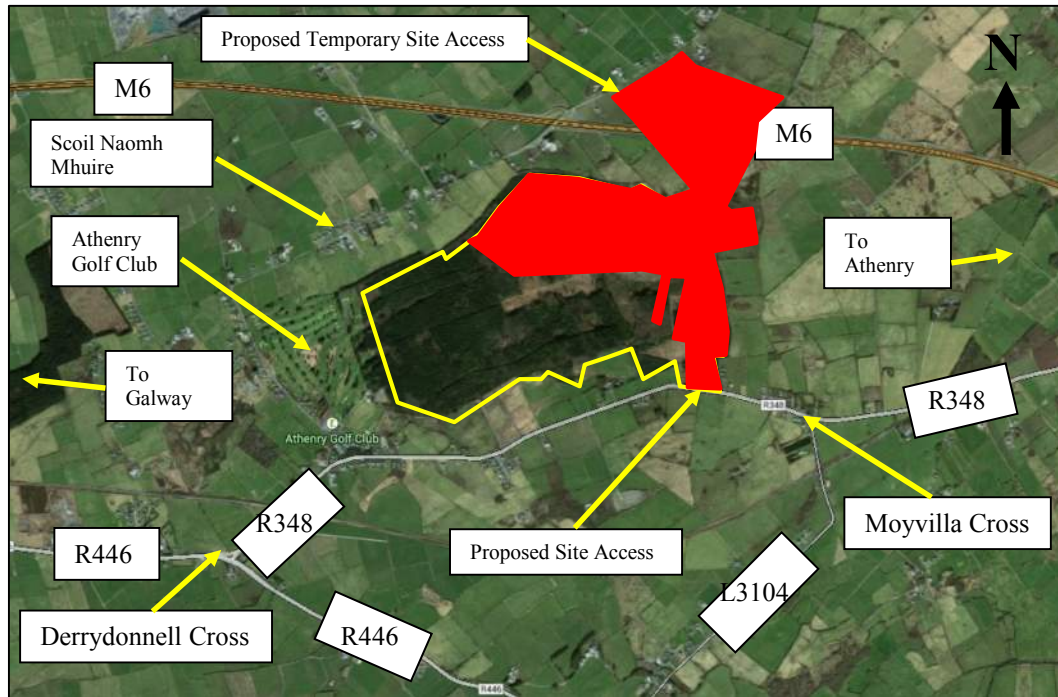 Proposed Temporary Site Access
N
M6
M6
Scoil Naomh
Mhuire
Athenry
Golf Club
To
Athenry
To
Galway
R348
R348
Athenry Golf Club
R348
Moyvilla Cross
R446
Proposed Site Access
L3104
Derrydonnell Cross
R446
R446